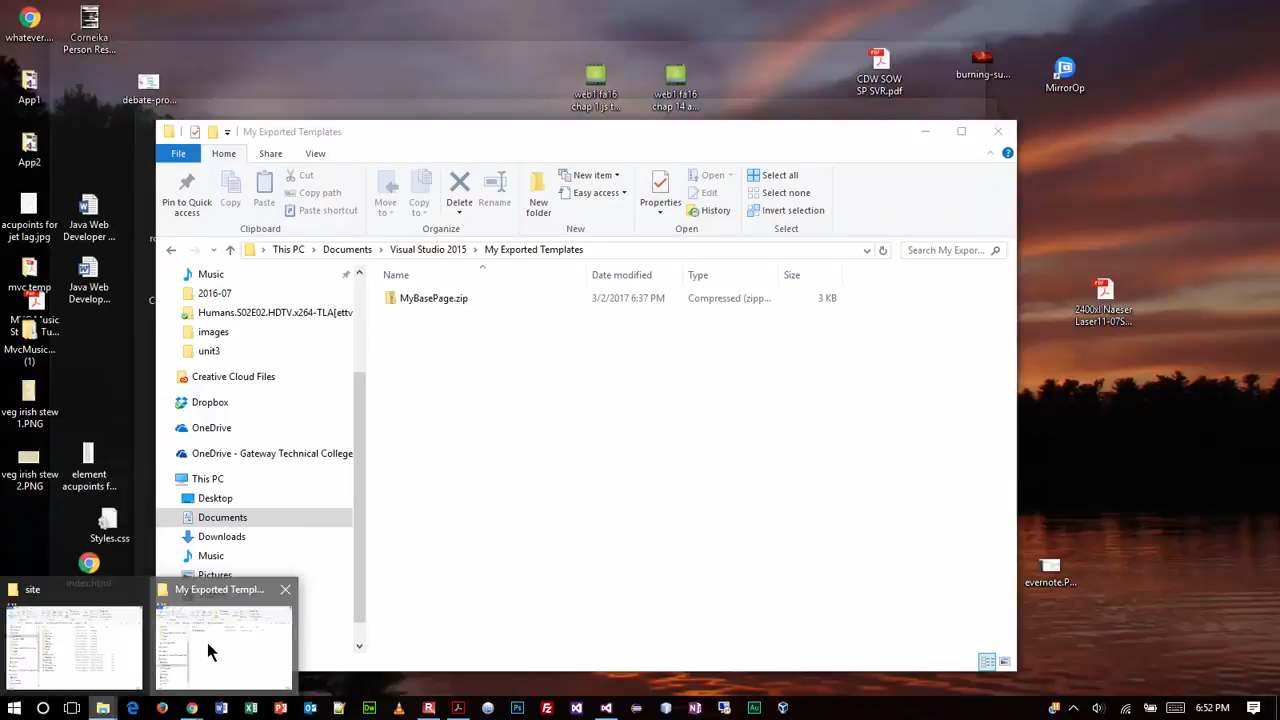 whatever....
Corneika
Person Res...
App1
debate-pro...
App2
acupoints for
jet lag.jpg
Java Web
Developer ...
mvc temp
Java Web
Develop...
MVC Music
St
Tu...
MvcMusic...
(1)
veg irish stew
1.PNG
veg irish stew
2.PNG
element
acupoints f...
Styles.css
index.html
web1 fa16
chap 1 js t...
web1 fa16
chap 14 a...
CDW SOW
SP SVR.pdf
burning-su...
MirrorOp
2400xl Naeser
Laser11-07S...
evernote.P...
My Exported Templates
File
Home
Share
View
Pin to Quick
access
Copy
Paste
Cut
Copy path
Paste shortcut
Clipboard
Move
to
Copy
to
Delete
Rename
Organize
New
folder
New item
Easy access
New
Properties
Open
Edit
History
Open
Select all
Select none
Invert selection
Select
This PC
Documents
Visual Studio 2015
My Exported Templates
Search My Expor...
Name
Date modified
Type
Size
MyBasePage.zip
3/2/2017 6:37 PM
Compressed (zipp...
3 KB
Music
2016-07
Humans.S02E02.HDTV.x264-TLA[ettv
images
unit3
Creative Cloud Files
Dropbox
OneDrive
OneDrive - Gateway Technical College
This PC
Desktop
Documents
Downloads
Music
Pictures
site
My Exported Templ...
6:52 PM